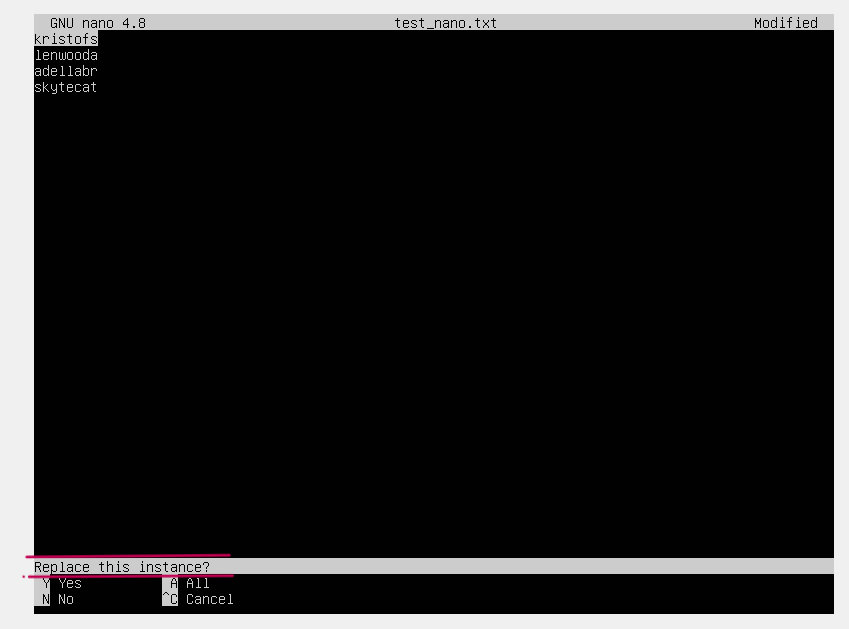 GNU nano 4.8 test_nano.txt Modified
kristofs
lenwooda
adellabr
skytecat
Replace this instance?
Y Yes A All
N No ^C Cancel